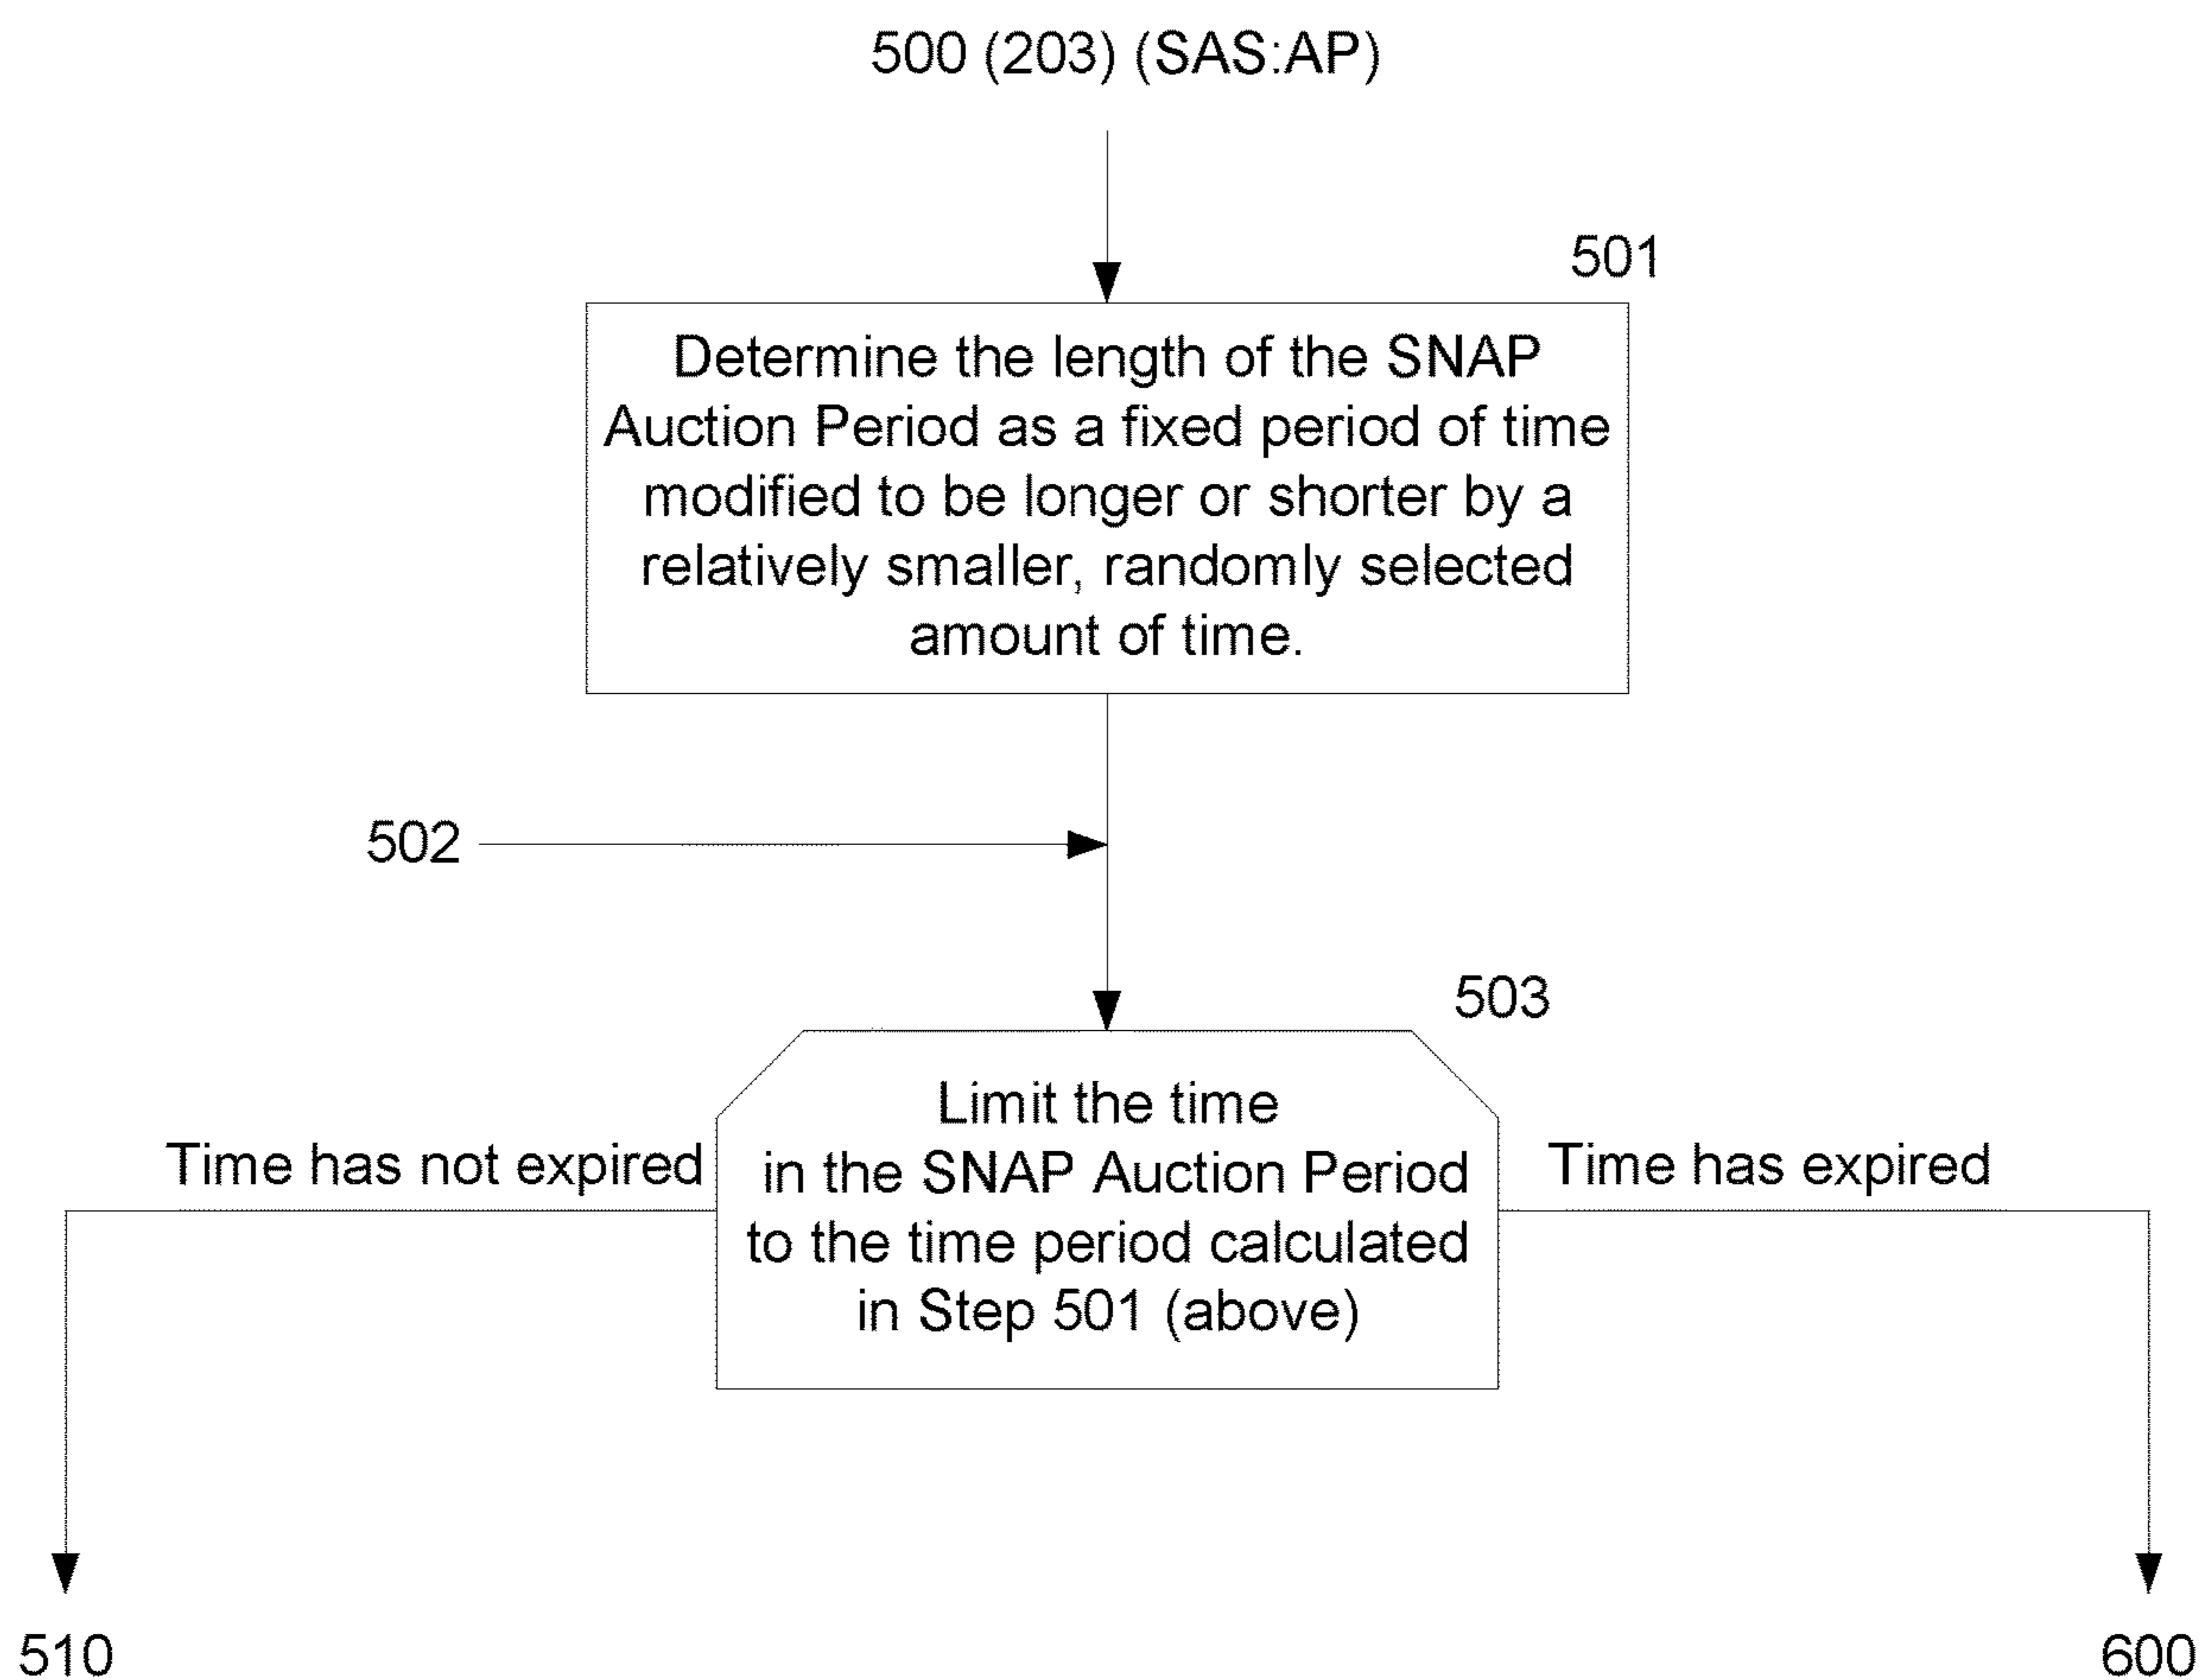 500 (203) (SAS:AP)
501
Determine the length of the SNAP
Auction Period as a fixed period of time
modified to be longer or shorter by a
relatively smaller, randomly selected
amount of time.
502
503
Limit the time
in the SNAP Auction Period
to the time period calculated
in Step 501 (above)
Time has not expired
Time has expired
510
600